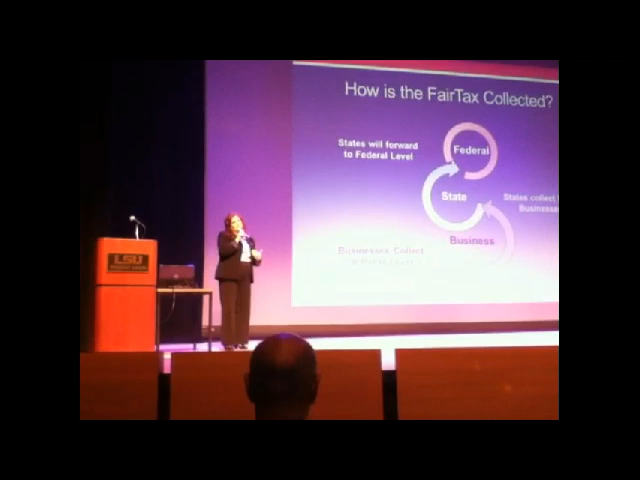 How is the FairTax Collected?
States will forward
to Federal Level
Federal
State
States collect
Businesse
Business
Businesses Collect
LSU